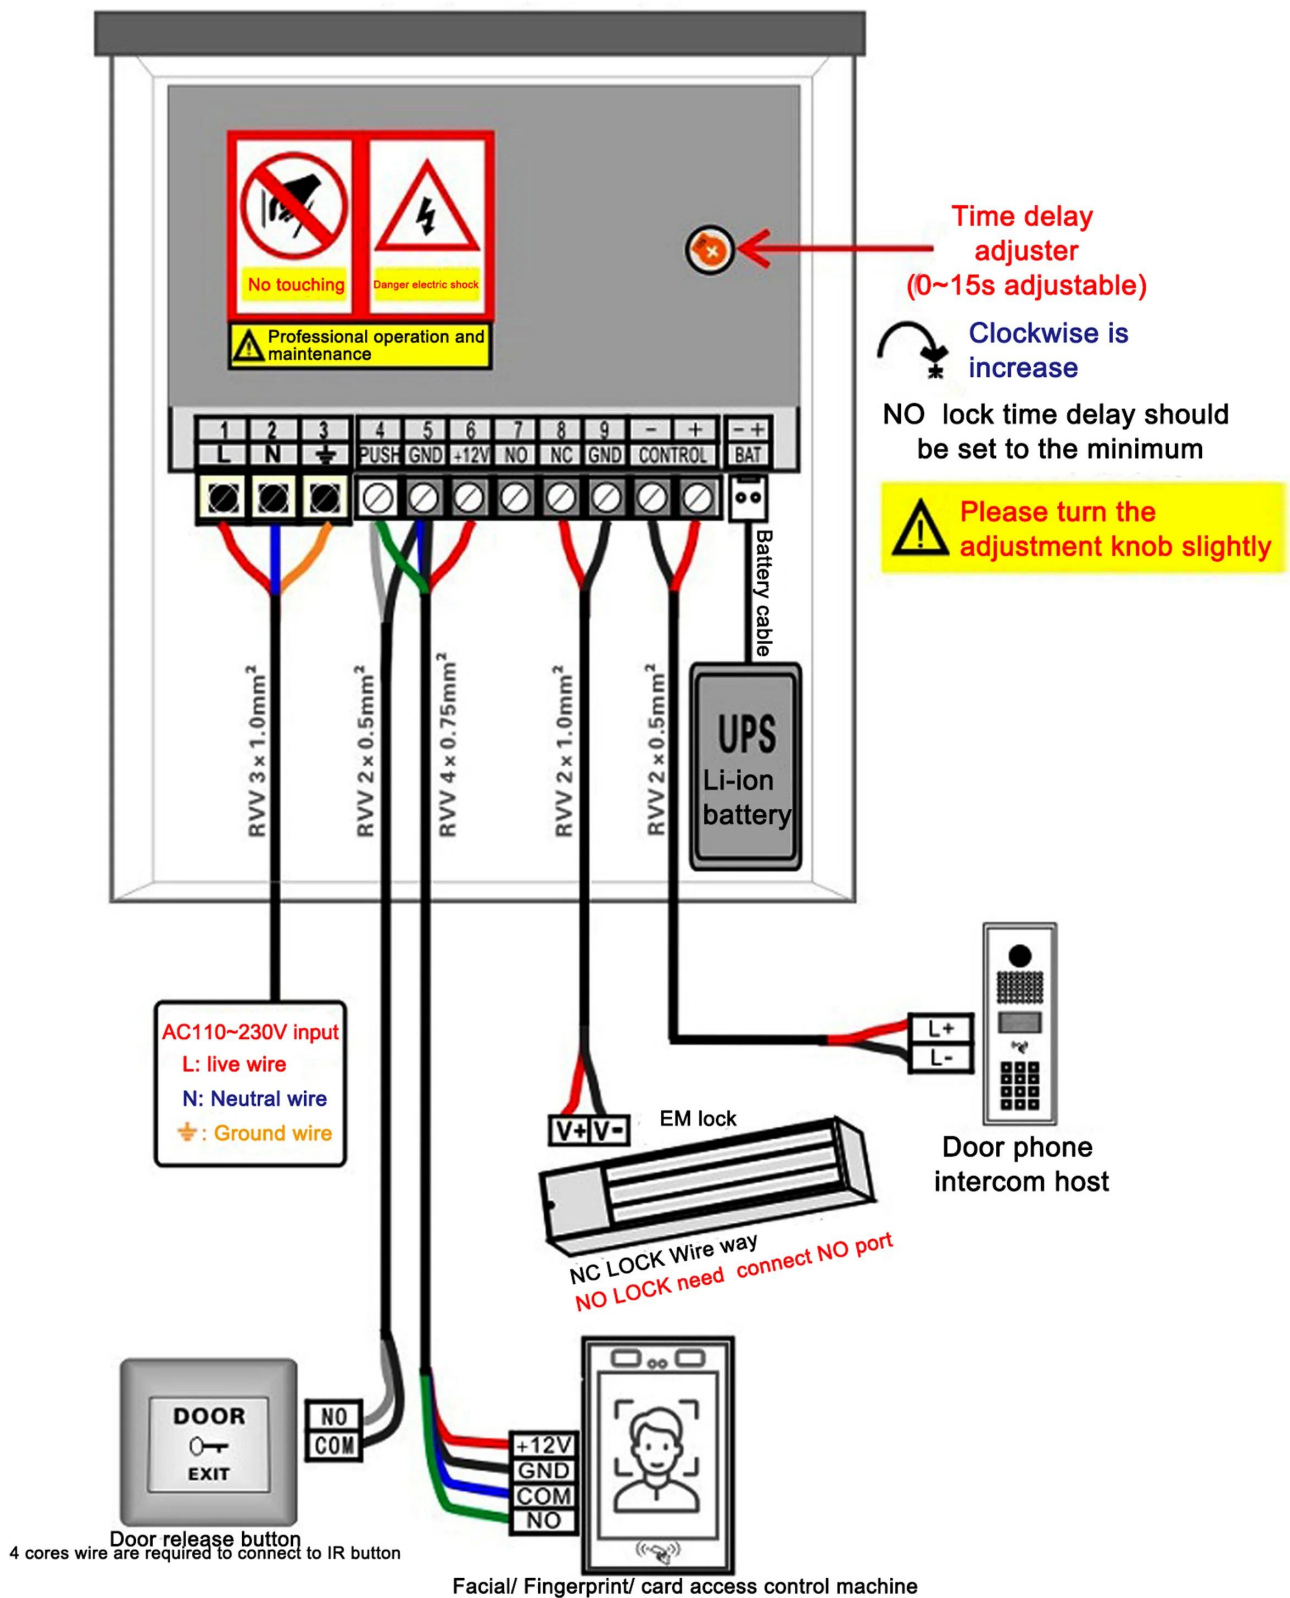 No touching
Danger electric shock
Professional operation and
maintenance
Time delay
adjuster
(0~15s adjustable)
Clockwise is
increase
NO lock time delay should
be set to the minimum
Please turn the
adjustment knob slightly
1 2 3 4 5 6 7 8 9 - + - +
L N PUSH GND +12V NO NC GND CONTROL BAT
Battery cable
RVV 3 x 1.0mm²
RVV 2 x 0.5mm²
RVV 4 x 0.75mm²
RVV 2 x 1.0mm²
RVV 2 x 0.5mm²
UPS
Li-ion
battery
AC110~230V input
L: live wire
N: Neutral wire
⏚: Ground wire
L+
L-
Door phone
intercom host
V+ V-
EM lock
NC LOCK Wire way
NO LOCK need connect NO port
DOOR
EXIT
NO
COM
Door release button
4 cores wire are required to connect to IR button
+12V
GND
COM
NO
Facial/ Fingerprint/ card access control machine